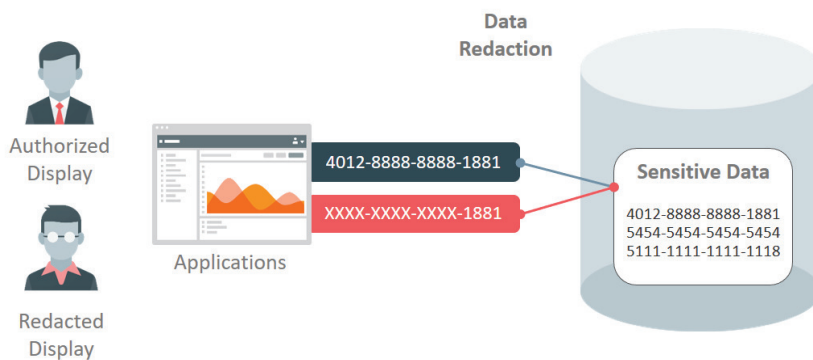 Data
Redaction
Authorized
Display
4012-8888-8888-1881
XXXX-XXXX-XXXX-1881
Applications
Sensitive Data
4012-8888-8888-1881
5454-5454-5454-5454
5111-1111-1111-1118
Redacted
Display